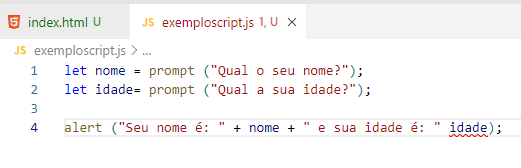 index.html U
JS exemploscript.js 1, U ×
JS exemploscript.js > ...
1 let nome = prompt ("Qual o seu nome?");
2 let idade= prompt ("Qual a sua idade?");
3
4 alert ("Seu nome é: " + nome + " e sua idade é: " idade);